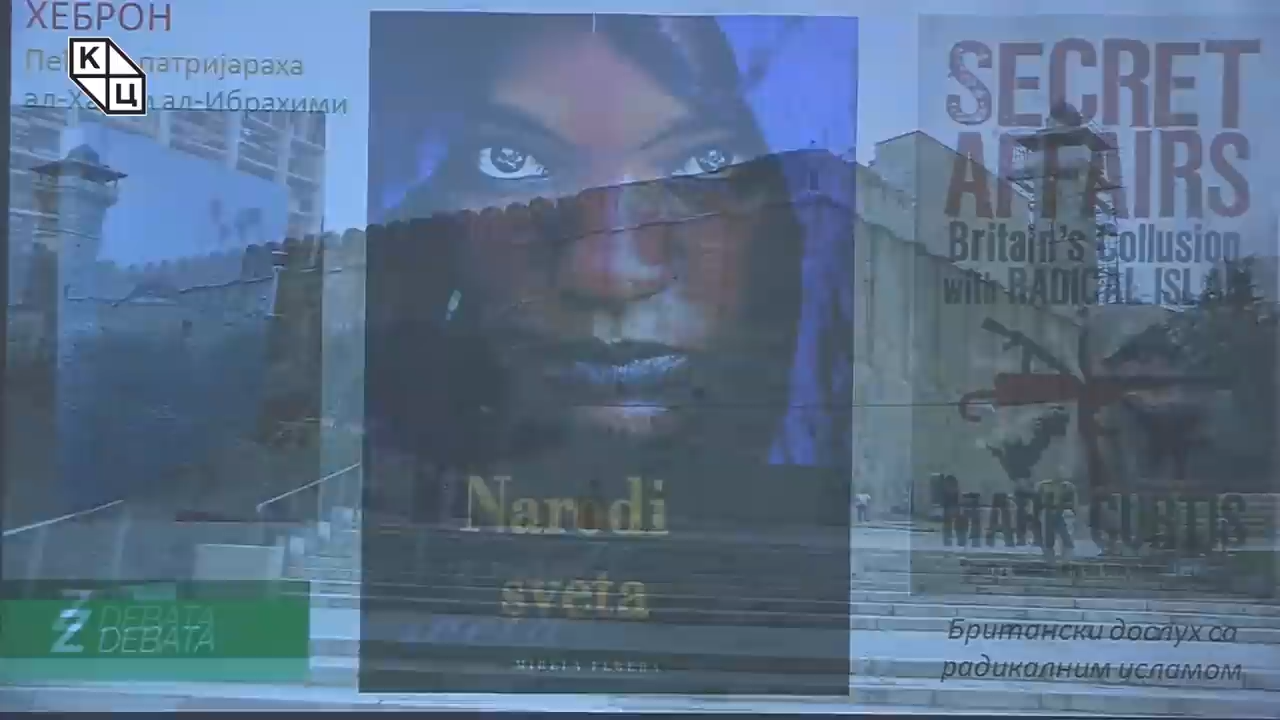 ХЕБРОН
патријараха
ал-Ибрахими
К
Ц
SECRET
AFFAIRS
Britain's Collusion
with RADICAL ISLAM
MARK CURTIS
Narodi
sveta
DEBATA
DEBATA
Британски дослух са
радикалним исламом